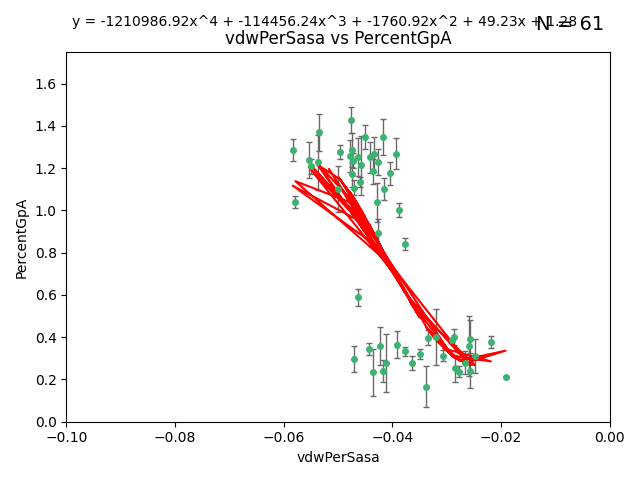 y = -1210986.92x^4 + -114456.24x^3 + -1760.92x^2 + 49.23x + 1.28
N = 61
vdwPerSasa vs PercentGpA
PercentGpA
1.6
1.4
1.2
1.0
0.8
0.6
0.4
0.2
0.0
−0.10 −0.08 −0.06 −0.04 −0.02 0.00
vdwPerSasa